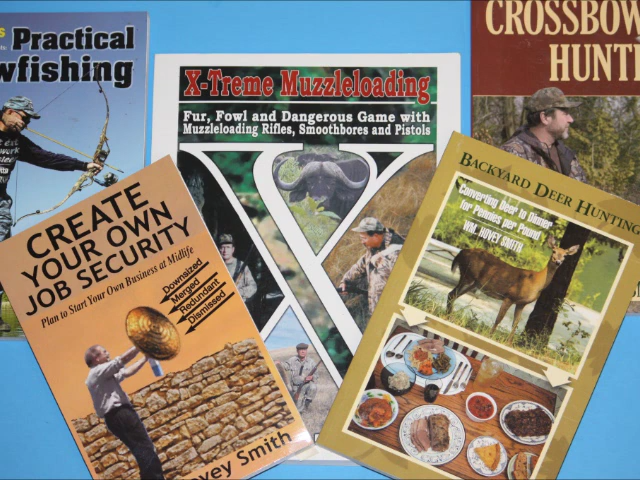 Practical
wfishing
X-Treme Muzzleloading
Fur, Fowl and Dangerous Game with
Muzzleloading Rifles, Smoothbores and Pistols
CROSSBOW
HUNTI
CREATE
YOUR OWN
JOB SECURITY
Plan to Start Your Own Business at Midlife
Downsized
Merged
Redundant
Dismissed
vey Smith
BACKYARD DEER HUNTING
Converting Deer to Dinner
for Pennies per Pound
WM. HOVEY SMITH